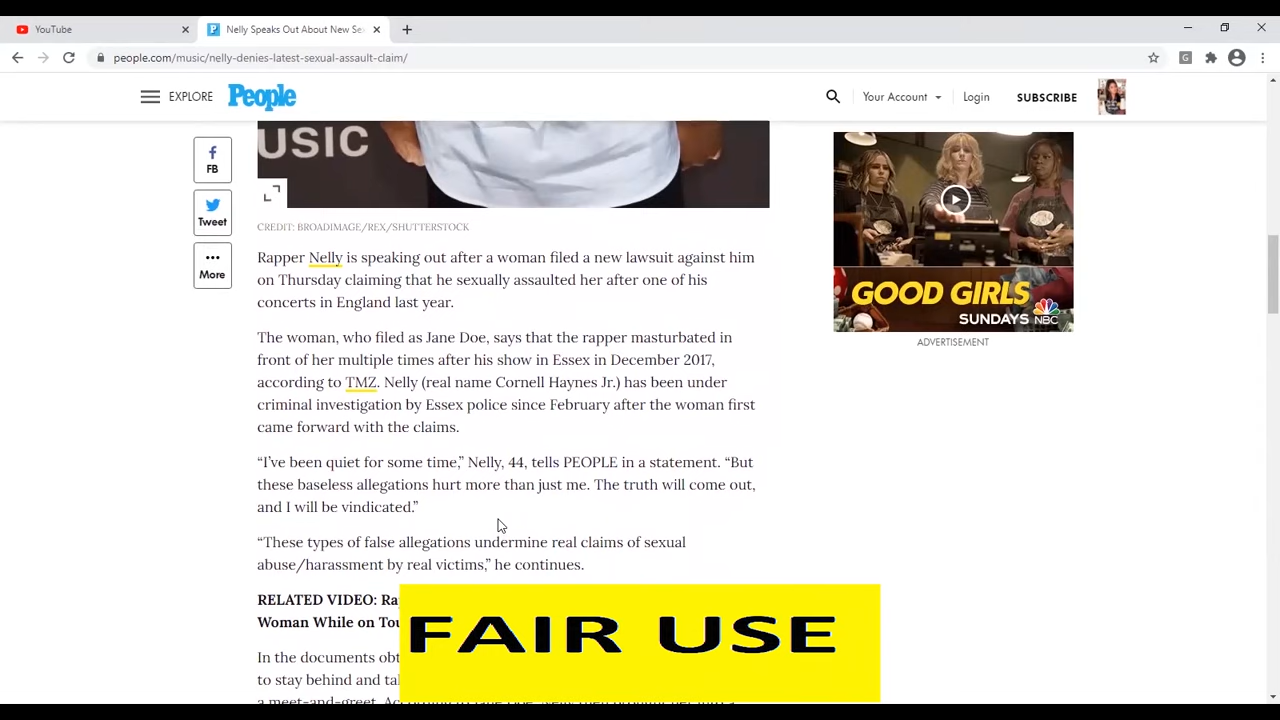 YouTube
Nelly Speaks Out About New Se
people.com/music/nelly-denies-latest-sexual-assault-claim/
EXPLORE
People
Your Account
Login
SUBSCRIBE
USIC
FB
Tweet
More
CREDIT: BROADIMAGE/REX/SHUTTERSTOCK
Rapper Nelly is speaking out after a woman filed a new lawsuit against him
on Thursday claiming that he sexually assaulted her after one of his
concerts in England last year.
The woman, who filed as Jane Doe, says that the rapper masturbated in
front of her multiple times after his show in Essex in December 2017,
according to TMZ. Nelly (real name Cornell Haynes Jr.) has been under
criminal investigation by Essex police since February after the woman first
came forward with the claims.
“I’ve been quiet for some time,” Nelly, 44, tells PEOPLE in a statement. “But
these baseless allegations hurt more than just me. The truth will come out,
and I will be vindicated.”
“These types of false allegations undermine real claims of sexual
abuse/harassment by real victims,” he continues.
RELATED VIDEO: Ra
Woman While on Tou
In the documents obt
to stay behind and tal
a meet-and-greet.
FAIR USE
GOOD GIRLS
SUNDAYS NBC
ADVERTISEMENT